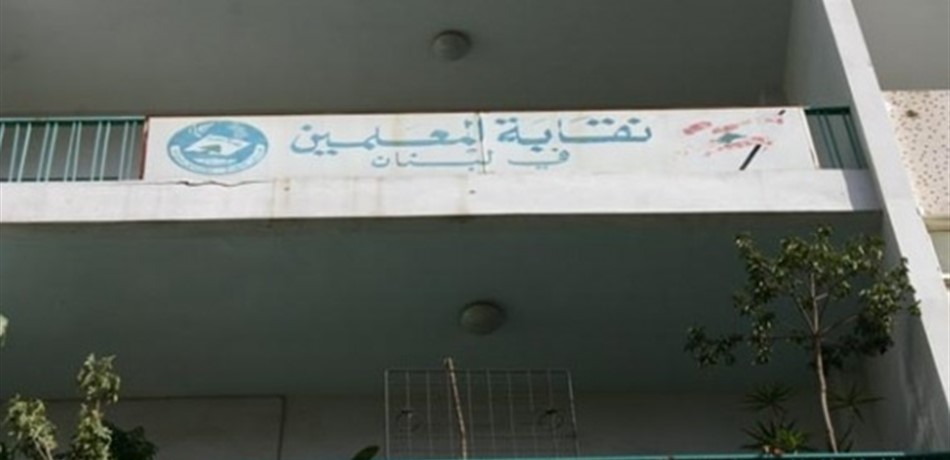 نقابة المعلمين
في لبنان